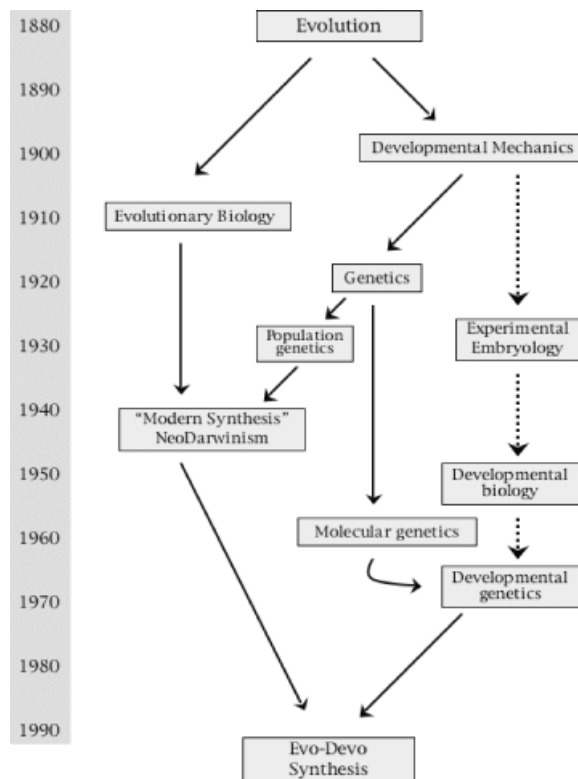 1880
Evolution
1890
1900
Developmental Mechanics
1910
Evolutionary Biology
1920
Genetics
1930
Population
genetics
Experimental
Embryology
1940
"Modern Synthesis"
NeoDarwinism
1950
Developmental
biology
1960
Molecular genetics
1970
Developmental
genetics
1980
1990
Evo-Devo
Synthesis